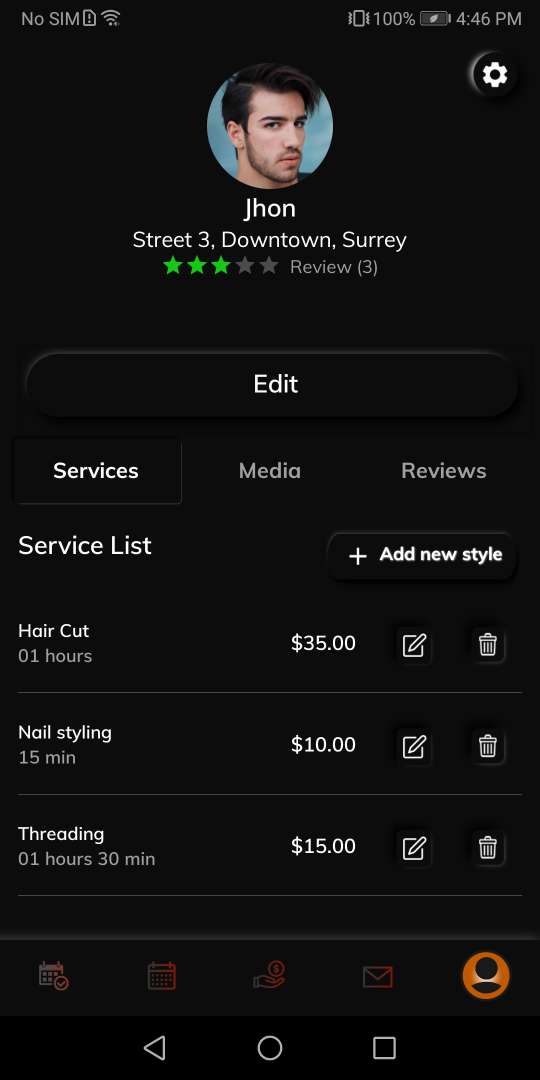 No SIM 100% 4:46 PM
Jhon
Street 3, Downtown, Surrey
Review (3)
Edit
Services Media Reviews
Service List + Add new style
Hair Cut
01 hours
$35.00
Nail styling
15 min
$10.00
Threading
01 hours 30 min
$15.00